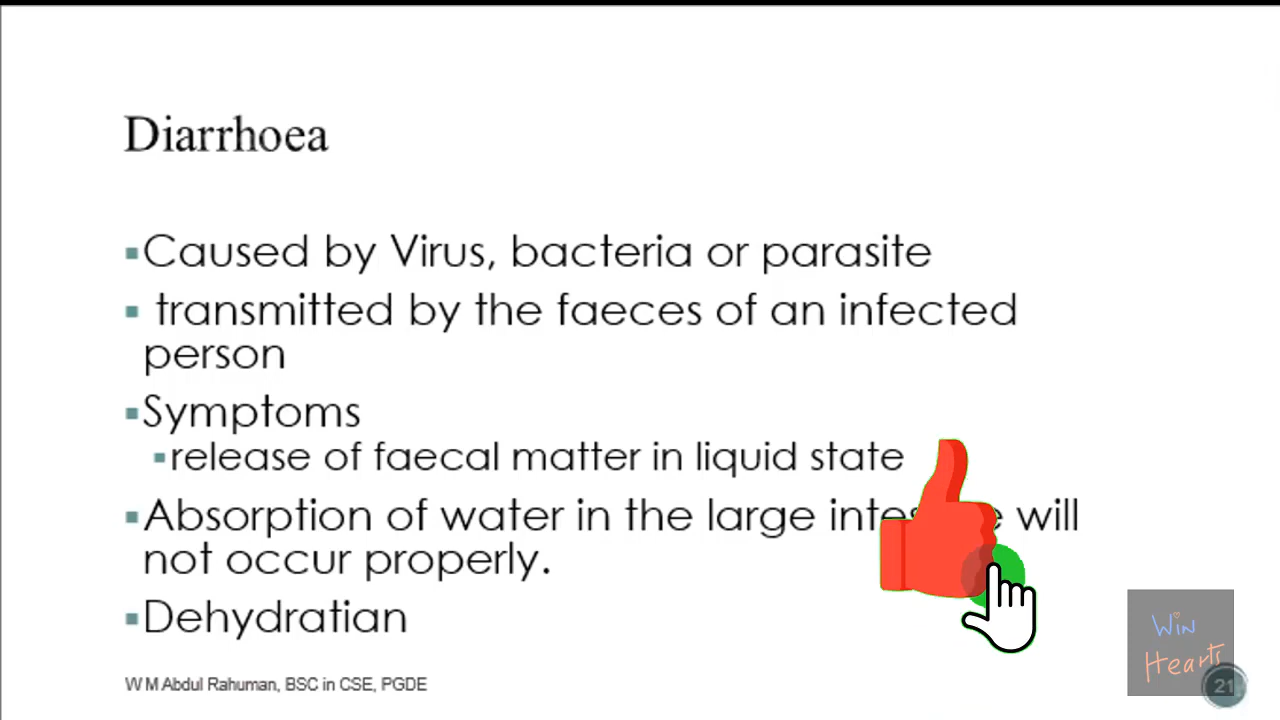 Diarrhoea
▪Caused by Virus, bacteria or parasite
▪ transmitted by the faeces of an infected
person
▪Symptoms
▪release of faecal matter in liquid state
▪Absorption of water in the large will
not occur properly.
▪Dehydratian
W M Abdul Rahuman, BSC in CSE, PGDE
Win
Hearts
21